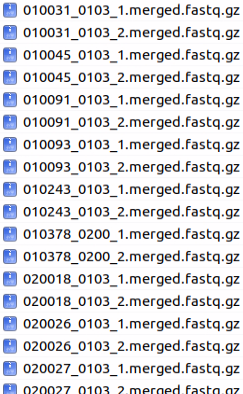 010031_0103_1.merged.fastq.gz
010031_0103_2.merged.fastq.gz
010045_0103_1.merged.fastq.gz
010045_0103_2.merged.fastq.gz
010091_0103_1.merged.fastq.gz
010091_0103_2.merged.fastq.gz
010093_0103_1.merged.fastq.gz
010093_0103_2.merged.fastq.gz
010243_0103_1.merged.fastq.gz
010243_0103_2.merged.fastq.gz
010378_0200_1.merged.fastq.gz
010378_0200_2.merged.fastq.gz
020018_0103_1.merged.fastq.gz
020018_0103_2.merged.fastq.gz
020026_0103_1.merged.fastq.gz
020026_0103_2.merged.fastq.gz
020027_0103_1.merged.fastq.gz
020027_0103_2.merged.fastq.gz